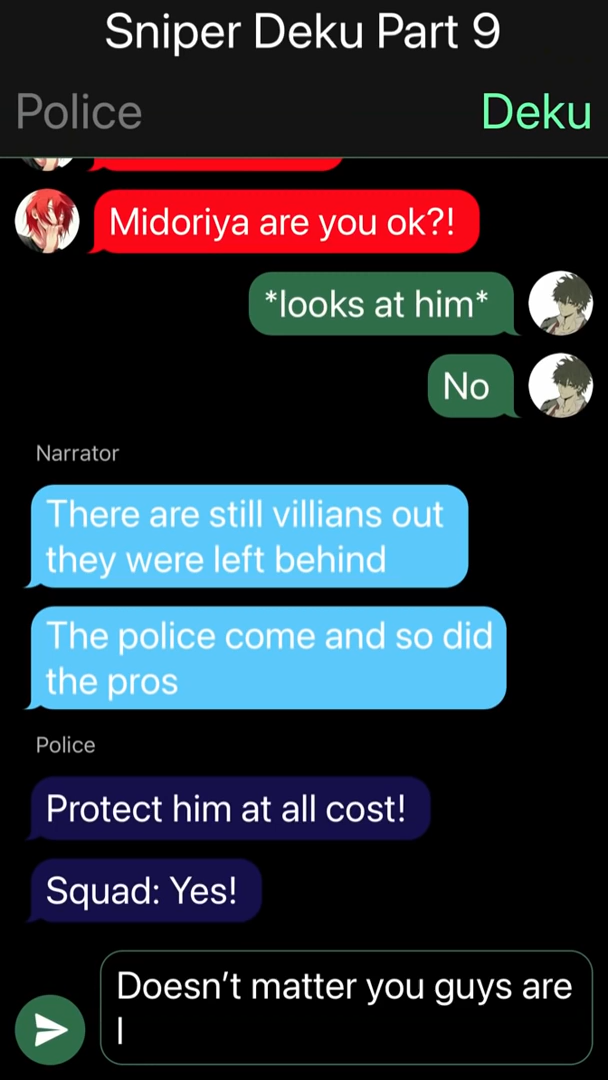 Sniper Deku Part 9
Police
Deku
Midoriya are you ok?!
*looks at him*
No
Narrator
There are still villians out
they were left behind
The police come and so did
the pros
Police
Protect him at all cost!
Squad: Yes!
Doesn’t matter you guys are